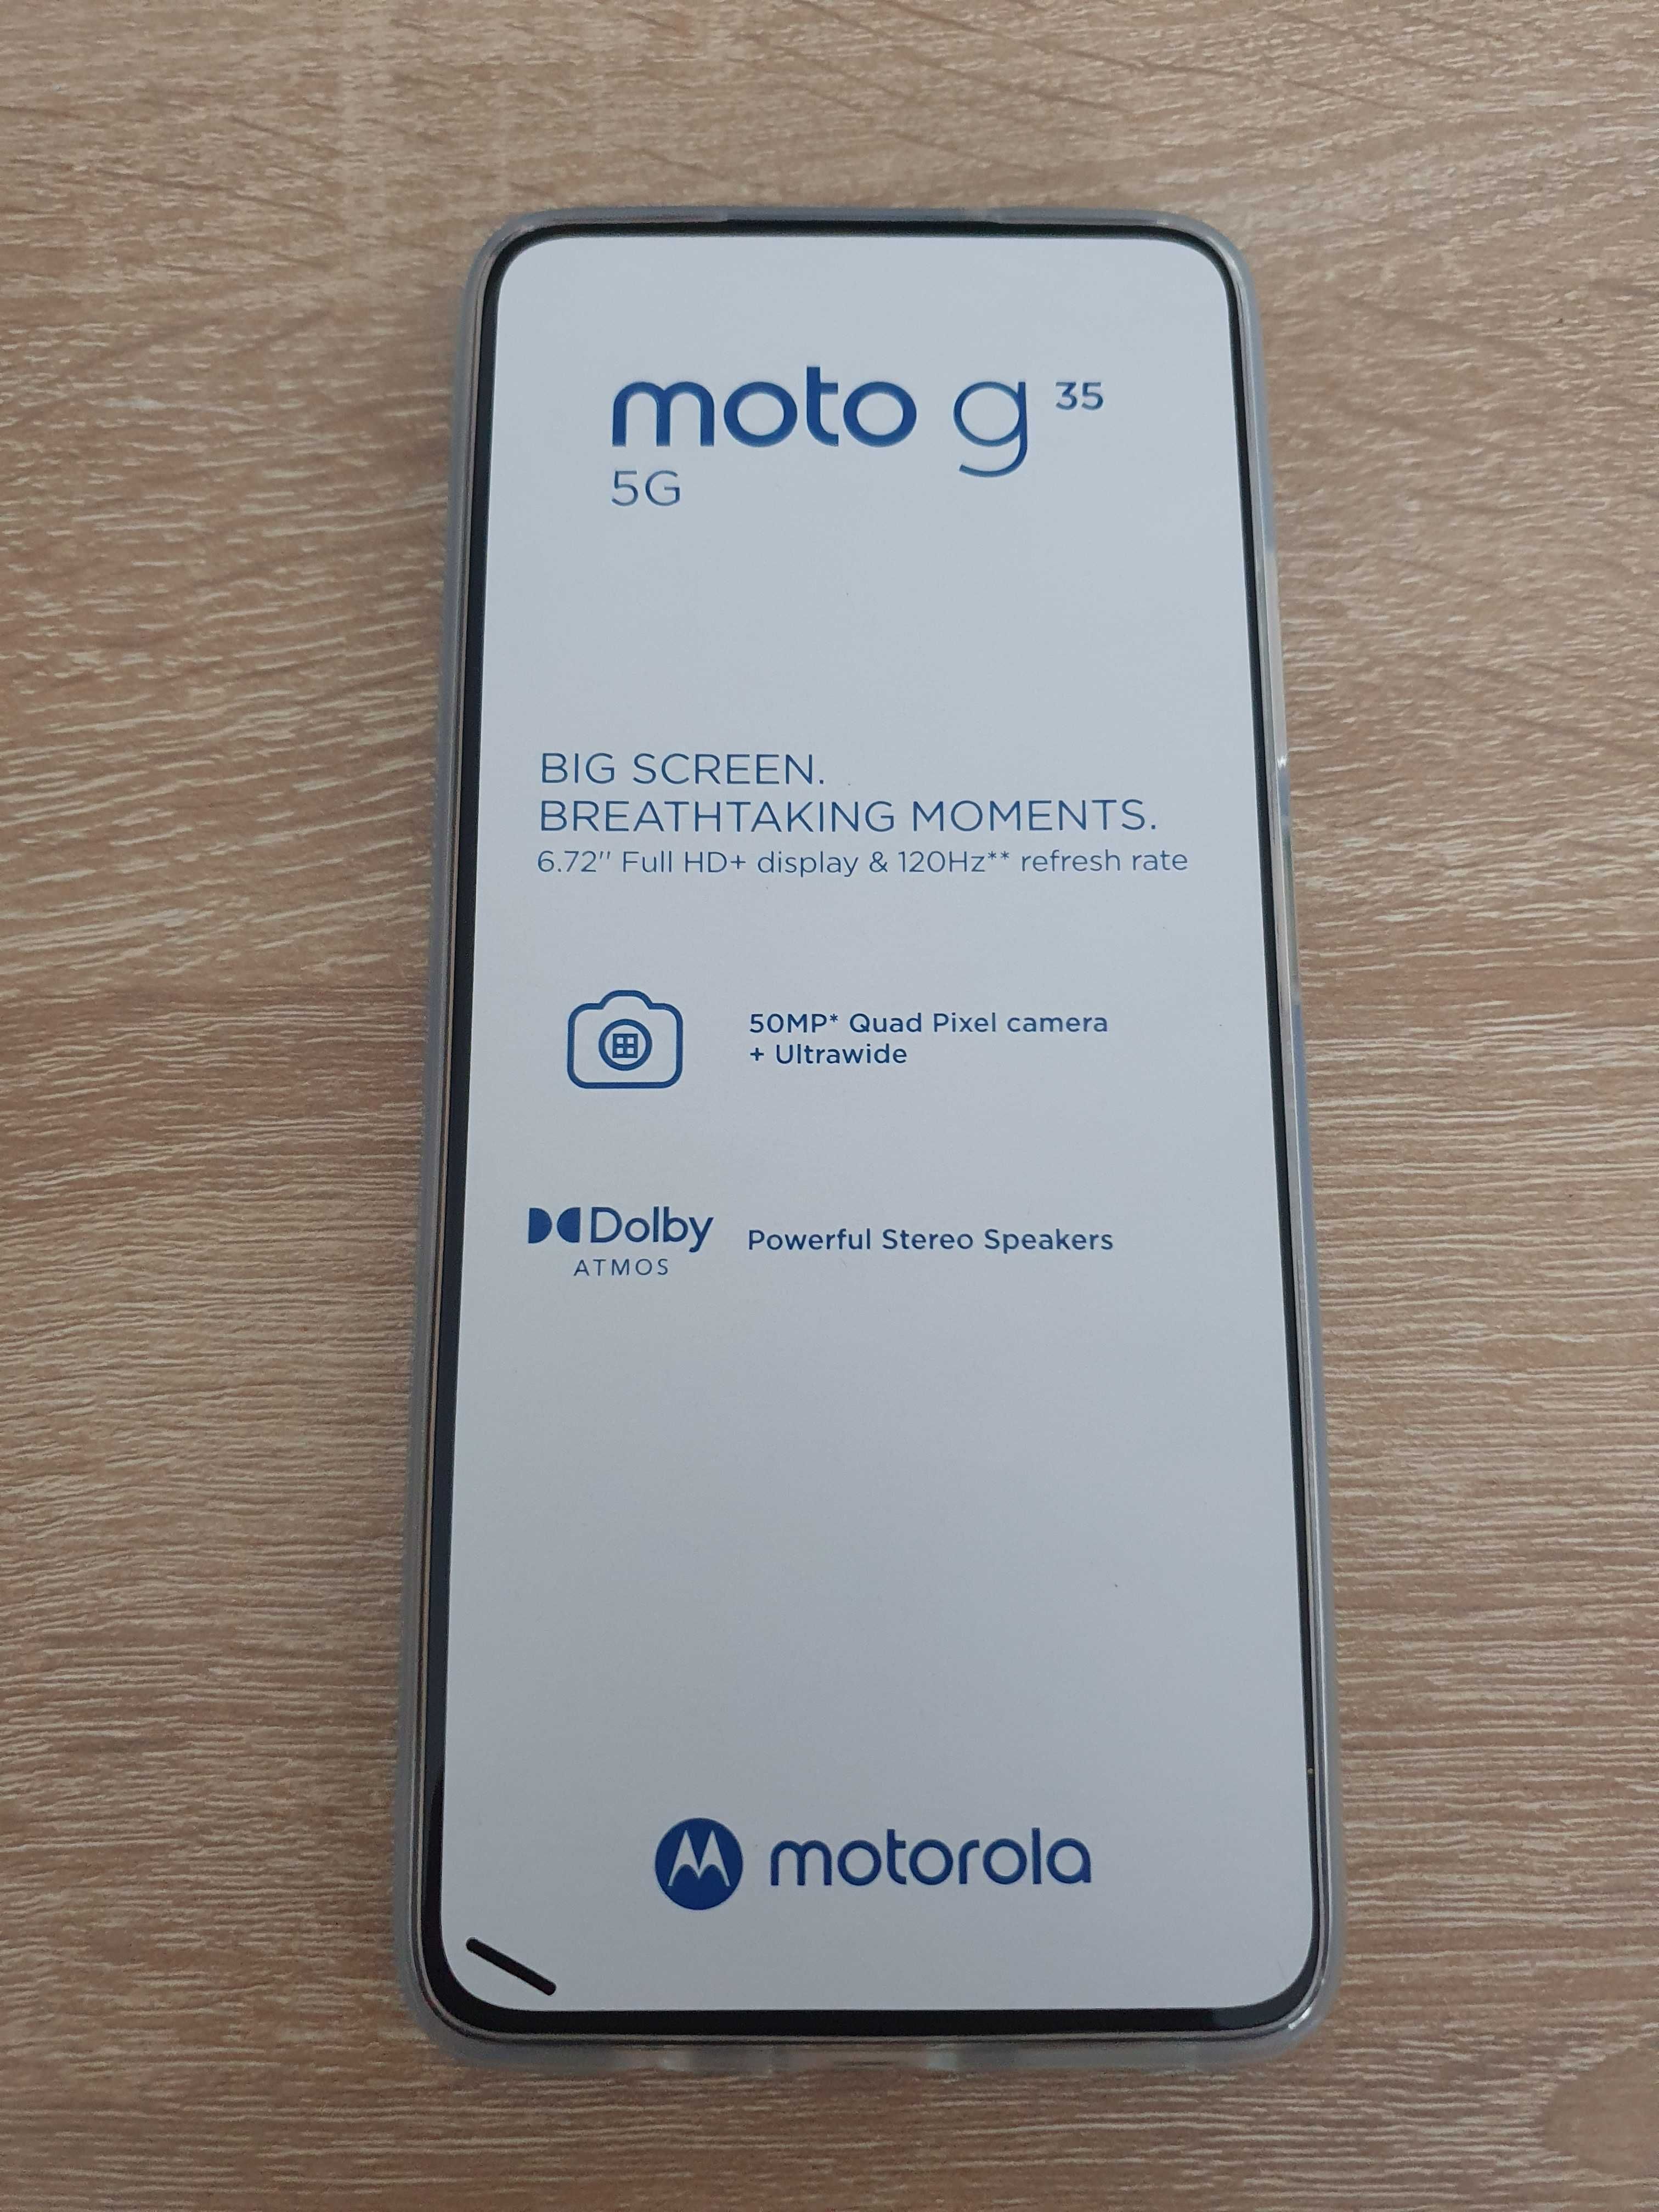 moto g 35
5G
BIG SCREEN.
BREATHTAKING MOMENTS.
6.72" Full HD+ display & 120Hz** refresh rate
50MP* Quad Pixel camera
+ Ultrawide
Dolby
ATMOS
Powerful Stereo Speakers
motorola